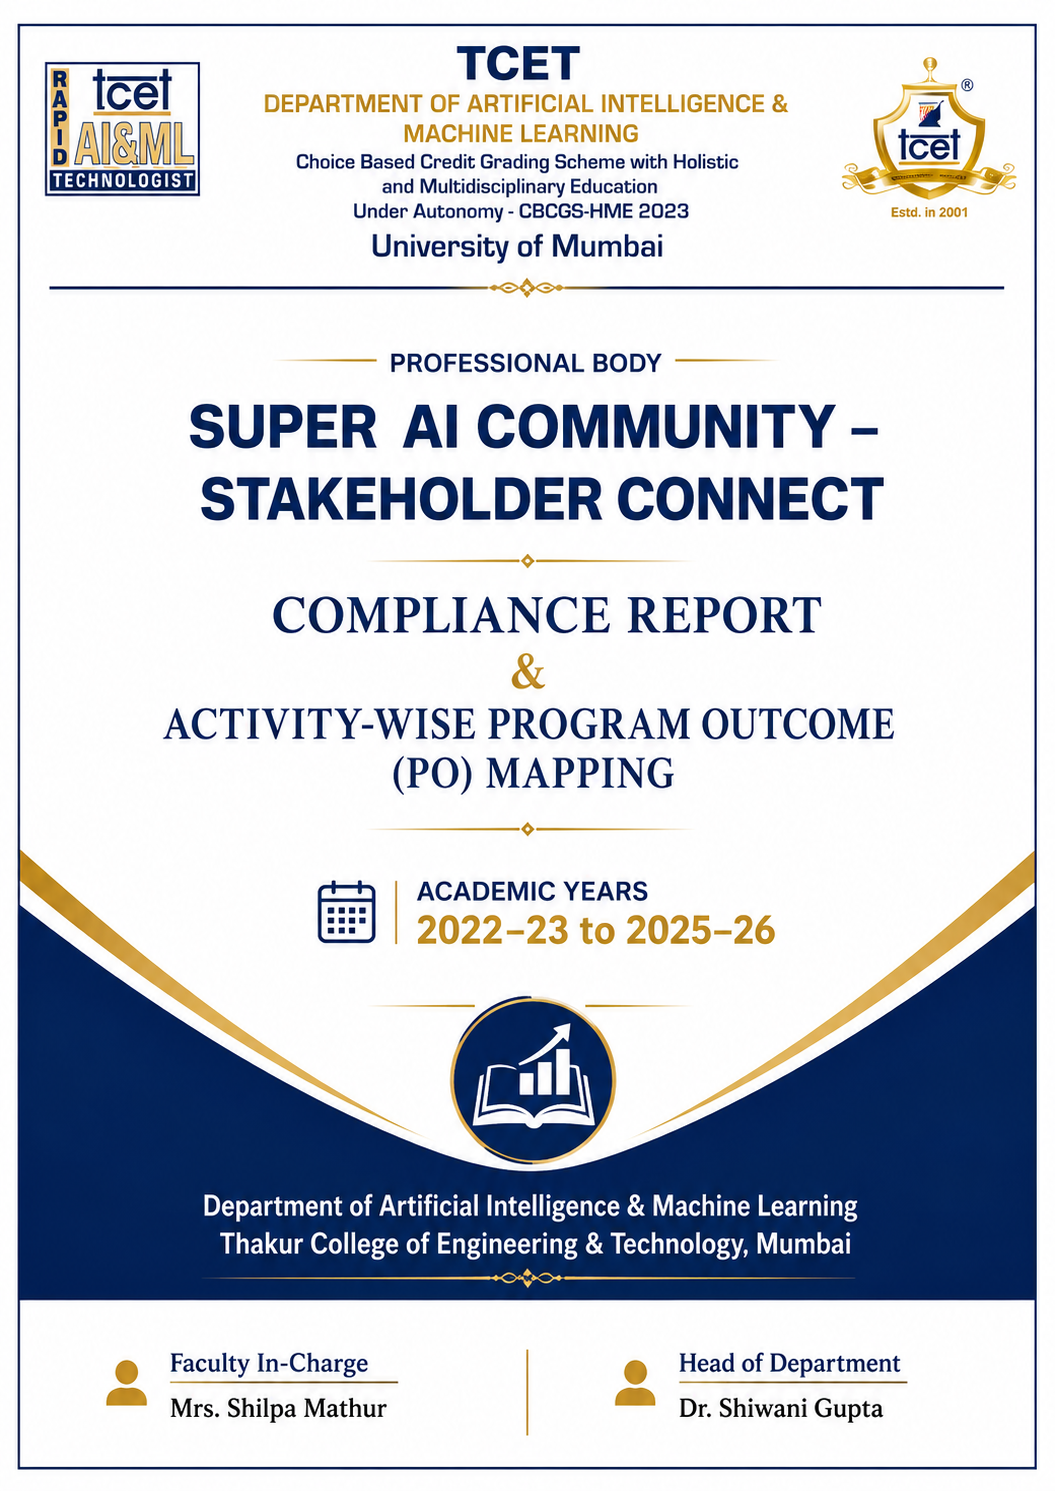 RAPID
tcet
AI&ML
TECHNOLOGIST
TCET
DEPARTMENT OF ARTIFICIAL INTELLIGENCE &
MACHINE LEARNING
Choice Based Credit Grading Scheme with Holistic
and Multidisciplinary Education
Under Autonomy - CBCGS-HME 2023
University of Mumbai
®
tcet
Estd. in 2001
PROFESSIONAL BODY
SUPER AI COMMUNITY –
STAKEHOLDER CONNECT
COMPLIANCE REPORT
&
ACTIVITY-WISE PROGRAM OUTCOME
(PO) MAPPING
ACADEMIC YEARS
2022–23 to 2025–26
Department of Artificial Intelligence & Machine Learning
Thakur College of Engineering & Technology, Mumbai
Faculty In-Charge
Mrs. Shilpa Mathur
Head of Department
Dr. Shiwani Gupta